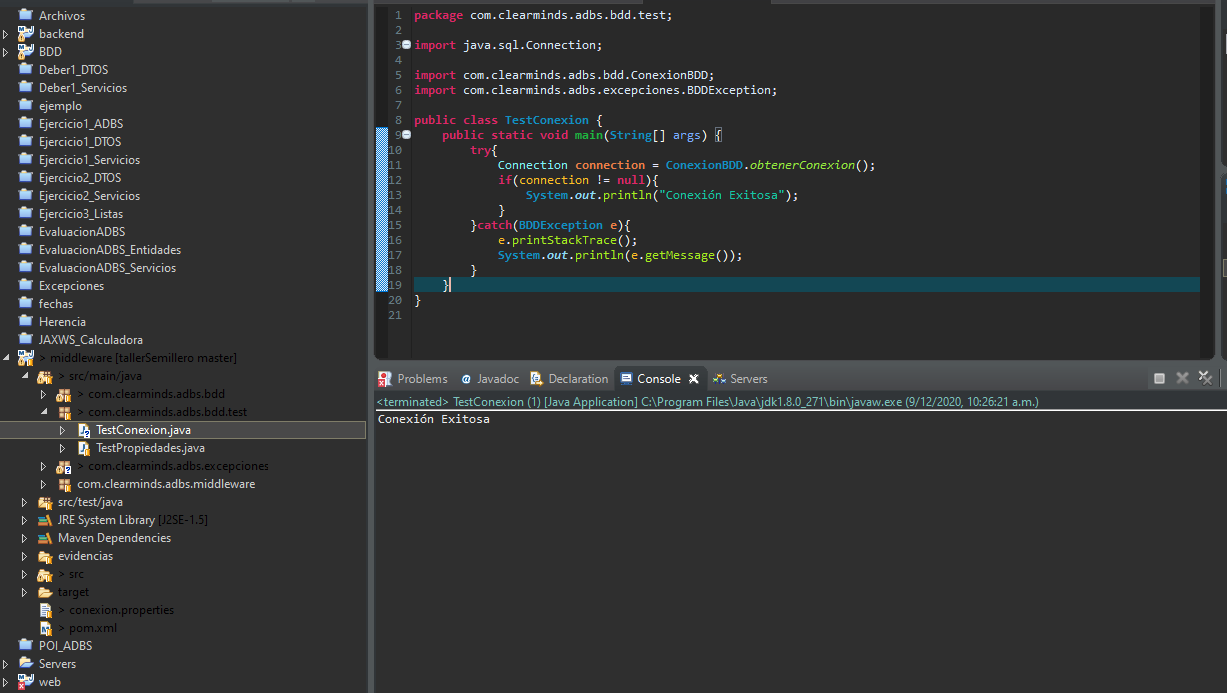 Archivos
backend
BDD
Deber1_DTOS
Deber1_Servicios
ejemplo
Ejercicio1_ADBS
Ejercicio1_DTOS
Ejercicio1_Servicios
Ejercicio2_DTOS
Ejercicio2_Servicios
Ejercicio3_Listas
EvaluacionADBS
EvaluacionADBS_Entidades
EvaluacionADBS_Servicios
Excepciones
fechas
Herencia
JAXWS_Calculadora
> middleware [tallerSemillero master]
> src/main/java
> com.clearminds.adbs.bdd
> com.clearminds.adbs.bdd.test
TestConexion.java
TestPropiedades.java
> com.clearminds.adbs.excepciones
com.clearminds.adbs.middleware
src/test/java
JRE System Library [J2SE-1.5]
Maven Dependencies
evidencias
> src
target
> conexion.properties
> pom.xml
POI_ADBS
Servers
web
1 package com.clearminds.adbs.bdd.test;
2
3 import java.sql.Connection;
4
5 import com.clearminds.adbs.bdd.ConexionBDD;
6 import com.clearminds.adbs.excepciones.BDDException;
7
8 public class TestConexion {
9 public static void main(String[] args) {
10 try{
11 Connection connection = ConexionBDD.obtenerConexion();
12 if(connection != null){
13 System.out.println("Conexión Exitosa");
14 }
15 }catch(BDDException e){
16 e.printStackTrace();
17 System.out.println(e.getMessage());
18 }
19 }
20 }
21
Problems @ Javadoc Declaration Console Servers
<terminated> TestConexion (1) [Java Application] C:\Program Files\Java\jdk1.8.0_271\bin\javaw.exe (9/12/2020, 10:26:21 a.m.)
Conexión Exitosa